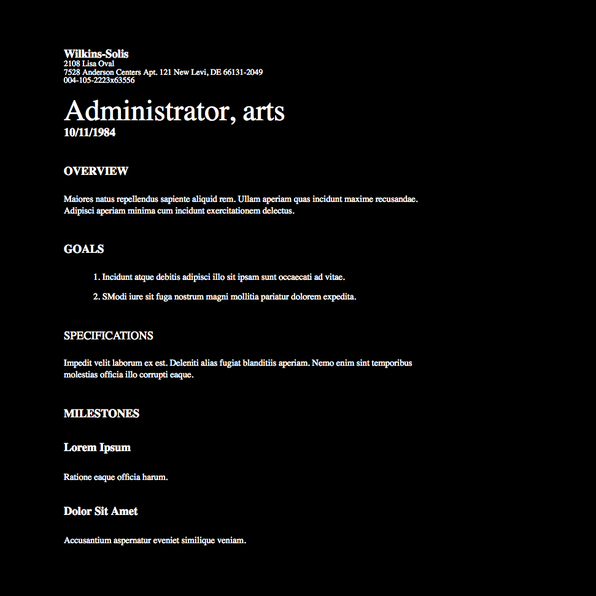 Wilkins-Solis
2108 Lisa Oval
7528 Anderson Centers Apt. 121 New Levi, DE 66131-2049
004-105-2223x63556
Administrator, arts
10/11/1984
OVERVIEW
Maiores natus repellendus sapiente aliquid rem. Ullam aperiam quas incidunt maxime recusandae.
Adipisci aperiam minima cum incidunt exercitationem delectus.
GOALS
1. Incidunt atque debitis adipisci illo sit ipsam sunt occaecati ad vitae.
2. SModi iure sit fuga nostrum magni mollitia pariatur dolorem expedita.
SPECIFICATIONS
Impedit velit laborum ex est. Deleniti alias fugiat blanditiis aperiam. Nemo enim sint temporibus
molestias officia illo corrupti eaque.
MILESTONES
Lorem Ipsum
Ratione eaque officia harum.
Dolor Sit Amet
Accusantium aspernatur eveniet similique veniam.